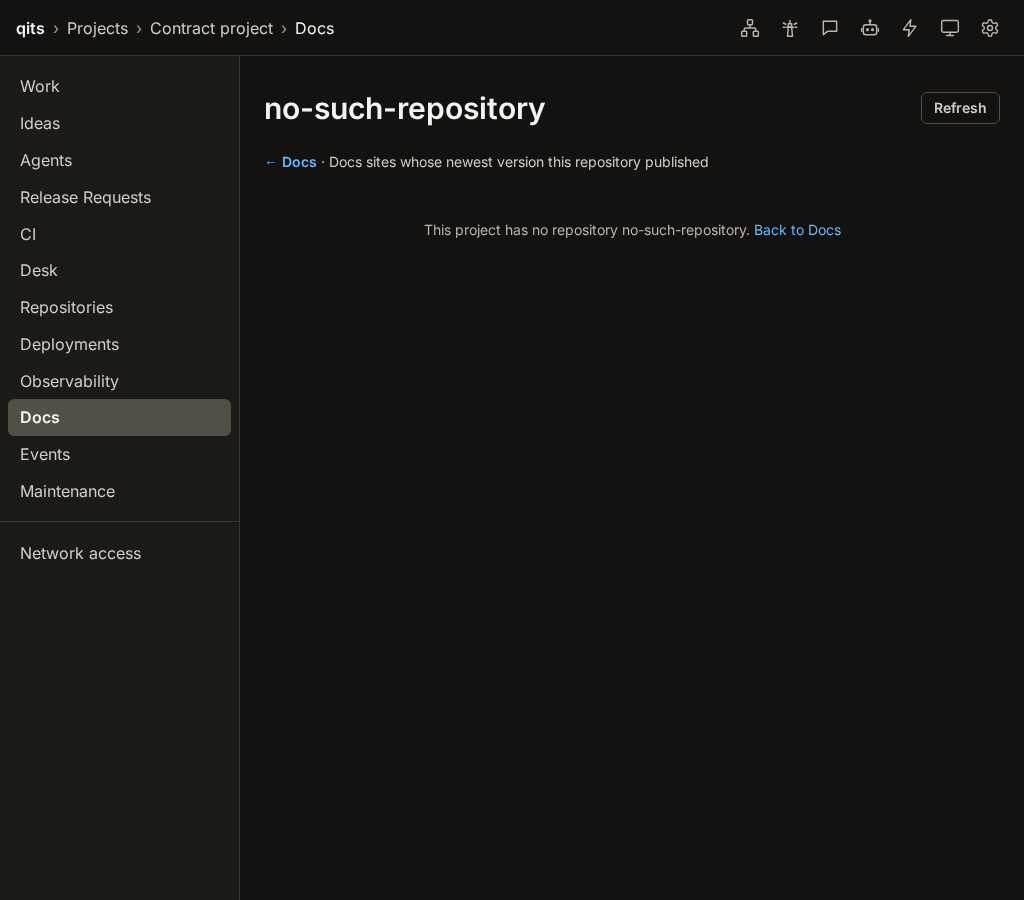 qits › Projects › Contract project › Docs
Work
Ideas
Agents
Release Requests
CI
Desk
Repositories
Deployments
Observability
Docs
Events
Maintenance
Network access
no-such-repository
Refresh
← Docs · Docs sites whose newest version this repository published
This project has no repository no-such-repository. Back to Docs